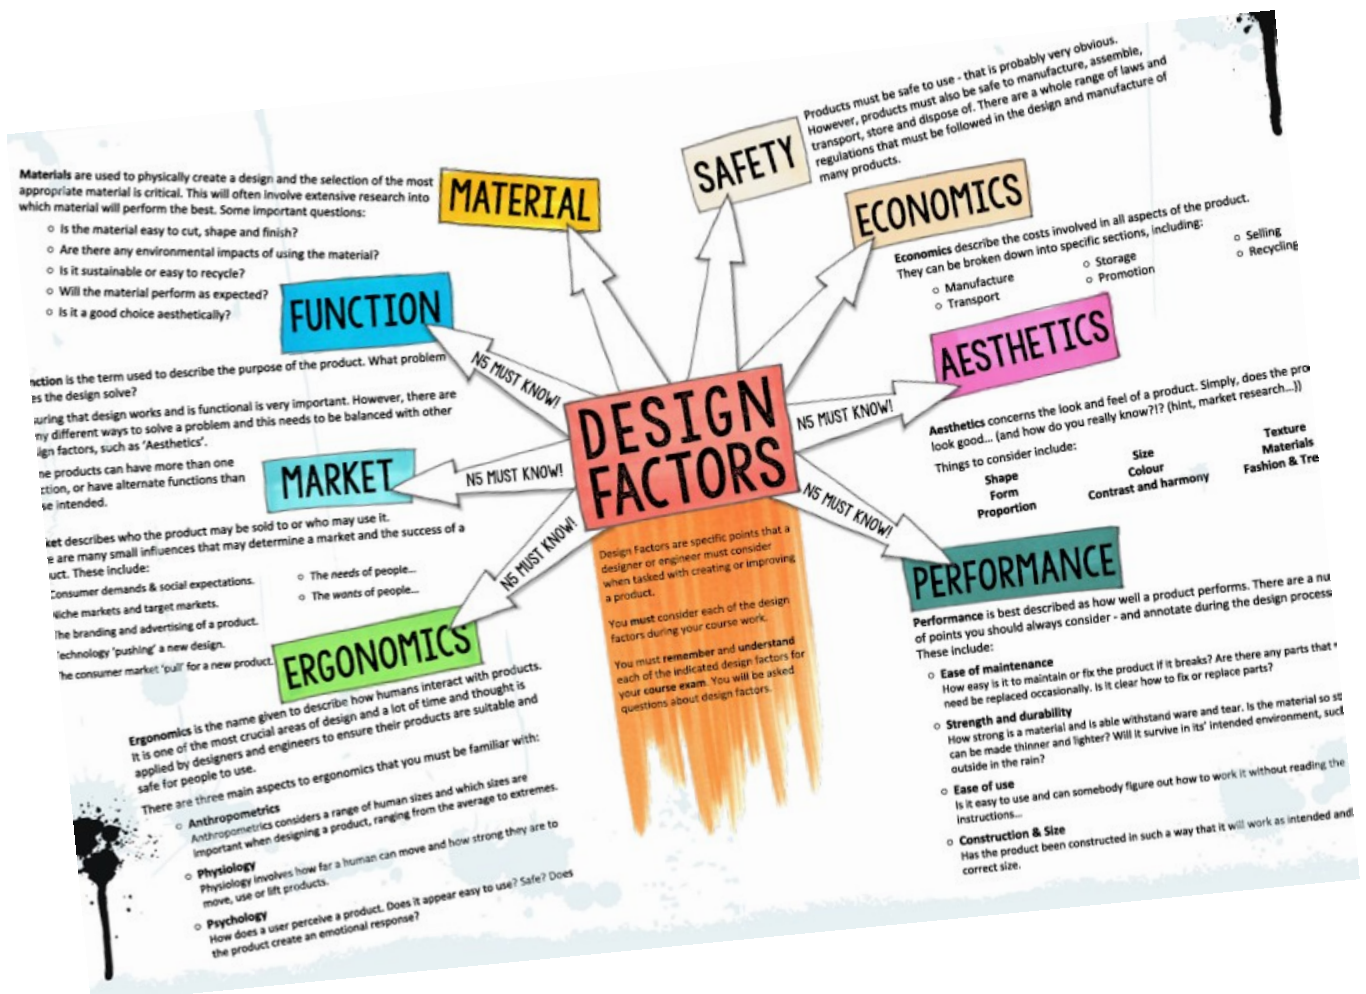 Materials are used to physically create a design and the selection of the most
appropriate material is critical. This will often involve extensive research into
which material will perform the best. Some important questions:
Is the material easy to cut, shape and finish?
Are there any environmental impacts of using the material?
Is it sustainable or easy to recycle?
Will the material perform as expected?
Is it a good choice aesthetically?
MATERIAL
FUNCTION
nction is the term used to describe the purpose of the product. What problem
es the design solve?
uring that design works and is functional is very important. However, there are
ny different ways to solve a problem and this needs to be balanced with other
ign factors, such as 'Aesthetics'.
ne products can have more than one
ction, or have alternate functions than
se intended.
MARKET
ket describes who the product may be sold to or who may use it.
e are many small influences that may determine a market and the success of a
uct. These include:
Consumer demands & social expectations.
Niche markets and target markets.
The branding and advertising of a product.
Technology 'pushing' a new design.
The consumer market 'pull' for a new product.
The needs of people...
The wants of people...
ERGONOMICS
Ergonomics is the name given to describe how humans interact with products.
It is one of the most crucial areas of design and a lot of time and thought is
applied by designers and engineers to ensure their products are suitable and
safe for people to use.
There are three main aspects to ergonomics that you must be familiar with:
Anthropometrics
Anthropometrics considers a range of human sizes and which sizes are
important when designing a product, ranging from the average to extremes.
Physiology
Physiology involves how far a human can move and how strong they are to
move, use or lift products.
Psychology
How does a user perceive a product. Does it appear easy to use? Safe? Does
the product create an emotional response?
N5 MUST KNOW!
N5 MUST KNOW!
N5 MUST KNOW!
DESIGN
FACTORS
Design Factors are specific points that a
designer or engineer must consider
when tasked with creating or improving
a product.
You must consider each of the design
factors during your course work.
You must remember and understand
each of the indicated design factors for
your course exam. You will be asked
questions about design factors.
N5 MUST KNOW!
N5 MUST KNOW!
SAFETY
Products must be safe to use - that is probably very obvious.
However, products must also be safe to manufacture, assemble,
transport, store and dispose of. There are a whole range of laws and
regulations that must be followed in the design and manufacture of
many products.
ECONOMICS
Economics describe the costs involved in all aspects of the product.
They can be broken down into specific sections, including:
Manufacture
Transport
Storage
Promotion
Selling
Recycling
AESTHETICS
Aesthetics concerns the look and feel of a product. Simply, does the pro
look good... (and how do you really know?!? (hint, market research...))
Things to consider include:
Shape
Form
Proportion
Size
Colour
Contrast and harmony
Texture
Materials
Fashion & Tre
PERFORMANCE
Performance is best described as how well a product performs. There are a nu
of points you should always consider - and annotate during the design process
These include:
Ease of maintenance
How easy is it to maintain or fix the product if it breaks? Are there any parts that
need be replaced occasionally. Is it clear how to fix or replace parts?
Strength and durability
How strong is a material and is able withstand ware and tear. Is the material so st
can be made thinner and lighter? Will it survive in its' intended environment, such
outside in the rain?
Ease of use
Is it easy to use and can somebody figure out how to work it without reading the
instructions...
Construction & Size
Has the product been constructed in such a way that it will work as intended and
correct size.